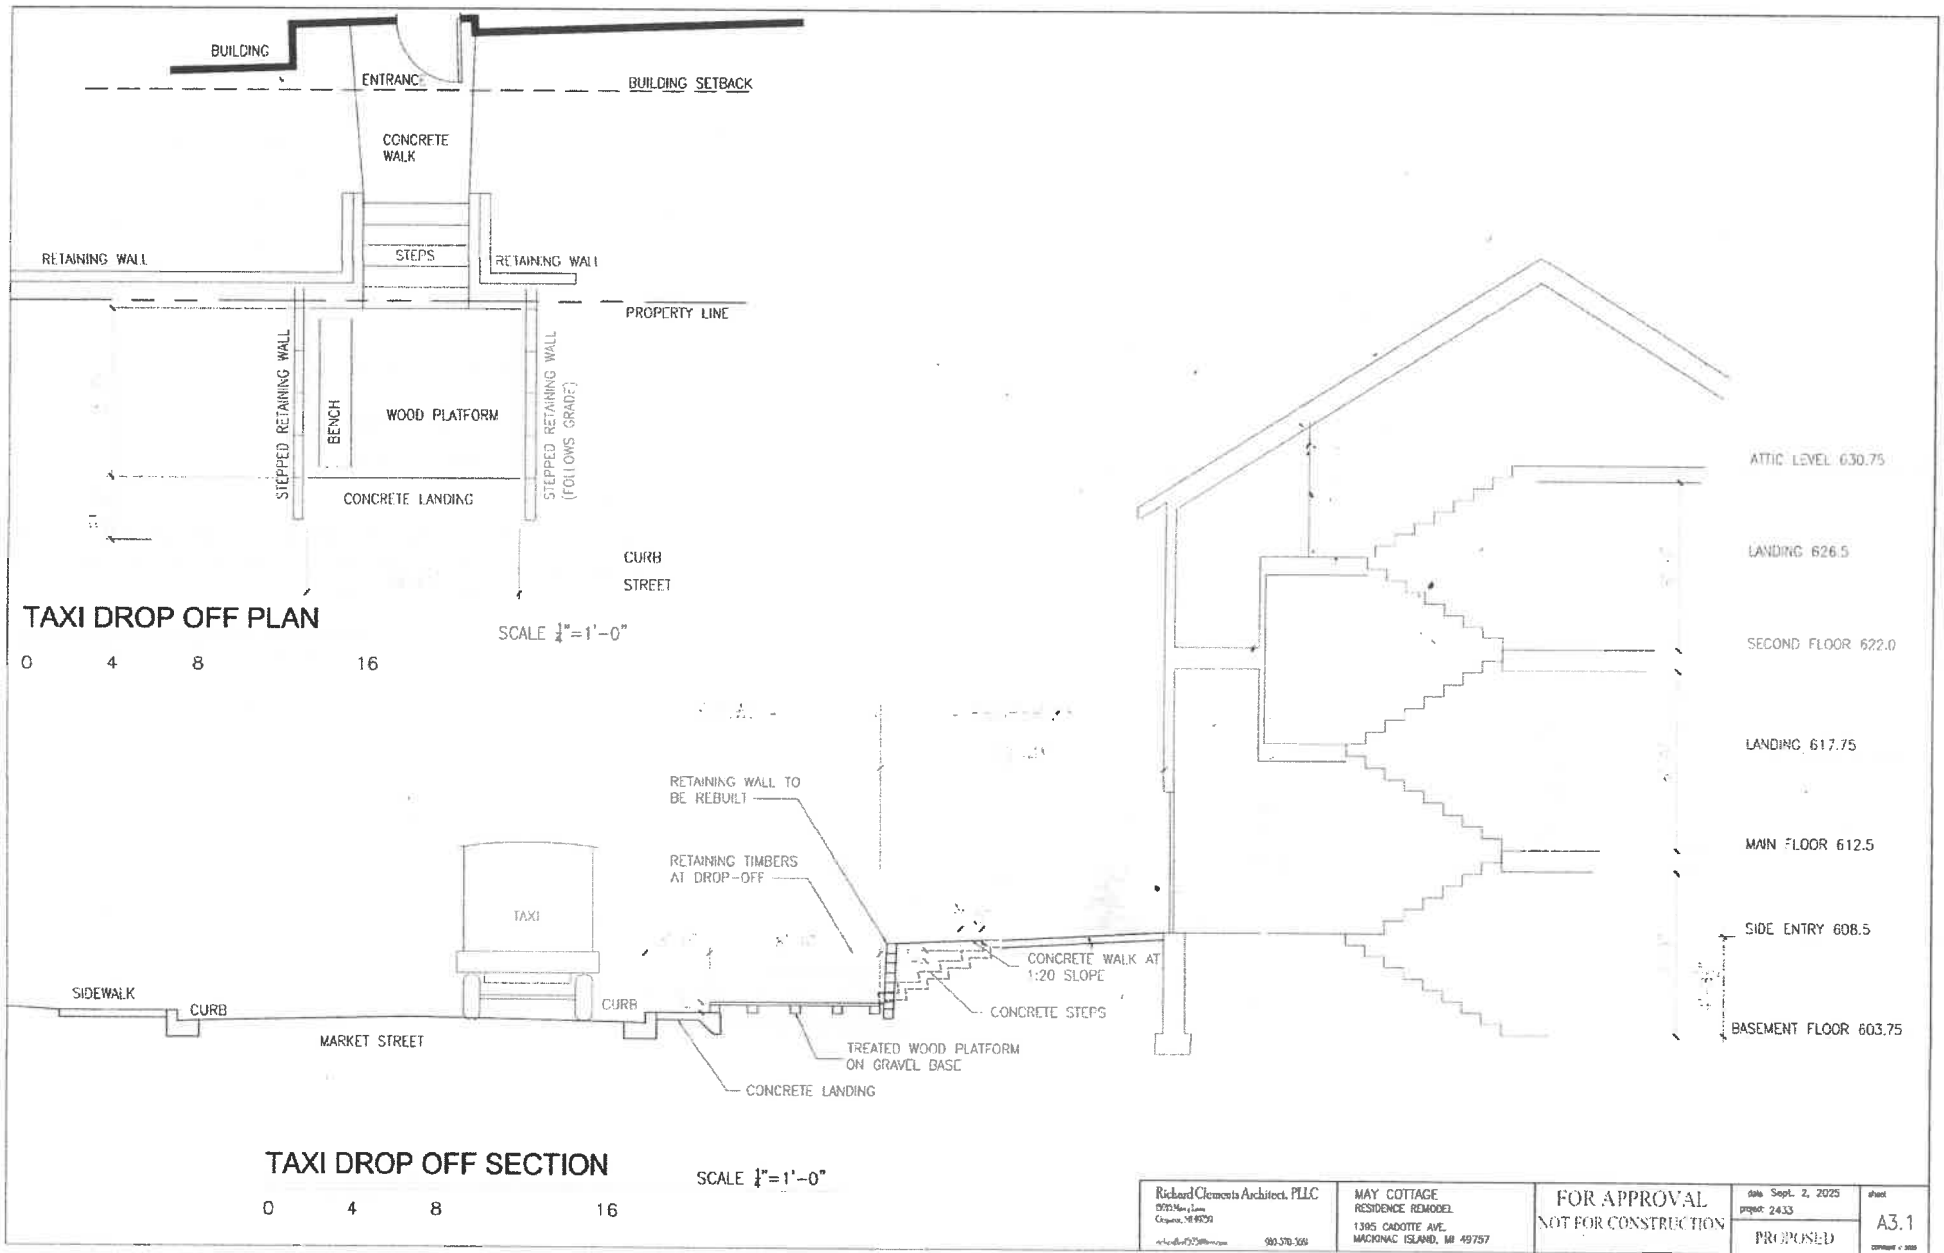 BUILDING
ENTRANCE
BUILDING SETBACK
CONCRETE
WALK
RETAINING WALL
STEPS
RETAINING WALL
PROPERTY LINE
STEPPED RETAINING WALL
BENCH
WOOD PLATFORM
STEPPED RETAINING WALL
(FOLLOWS GRADE)
CONCRETE LANDING
CURB
STREET
TAXI DROP OFF PLAN
SCALE ¼"=1'-0"
0 4 8 16
ATTIC LEVEL 630.75
LANDING 626.5
SECOND FLOOR 622.0
LANDING 617.75
MAIN FLOOR 612.5
SIDE ENTRY 608.5
BASEMENT FLOOR 603.75
RETAINING WALL TO
BE REBUILT
RETAINING TIMBERS
AT DROP-OFF
TAXI
SIDEWALK
CURB
MARKET STREET
CURB
CONCRETE WALK AT
1:20 SLOPE
CONCRETE STEPS
TREATED WOOD PLATFORM
ON GRAVEL BASE
CONCRETE LANDING
TAXI DROP OFF SECTION
SCALE ¼"=1'-0"
0 4 8 16
Richard Clements Architect, PLLC
MAY COTTAGE
RESIDENCE REMODEL
1395 CADOTTE AVE.
MACKINAC ISLAND, MI 49757
FOR APPROVAL
NOT FOR CONSTRUCTION
date Sept. 2, 2025
project 2433
PROPOSED
sheet
A3.1